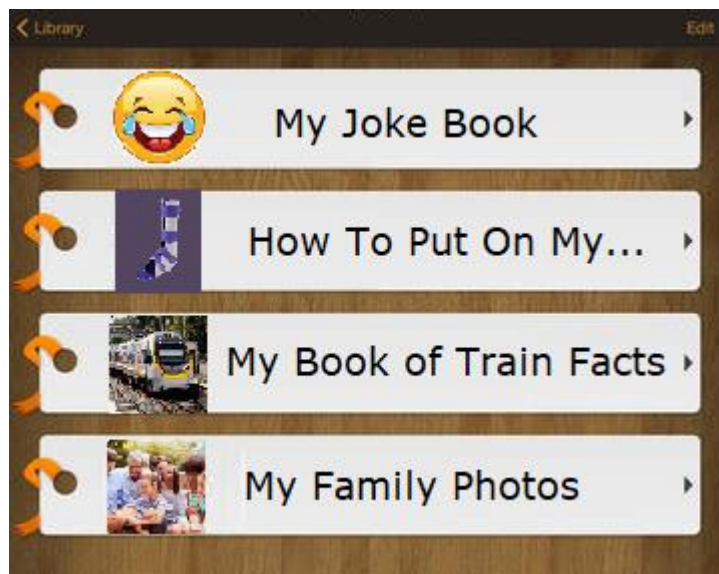 Library
Edit
My Joke Book
How To Put On My...
My Book of Train Facts
My Family Photos